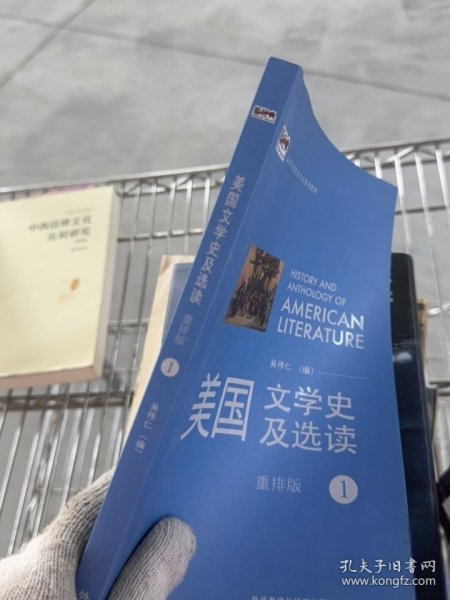 美国文学史及选读 重排版 1 吴伟仁(编)
HISTORY AND
ANTHOLOGY OF
AMERICAN
LITERATURE
吴伟仁 (编)
美国
文学史
及选读
重排版 1
中西法律文化
比较研究
孔夫子旧书网
www.kongfz.com